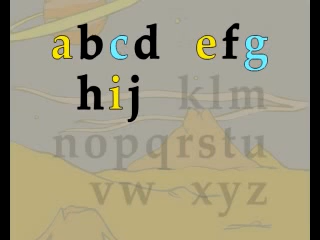 abcd efg
hij klm
nopqrstu
vw xyz